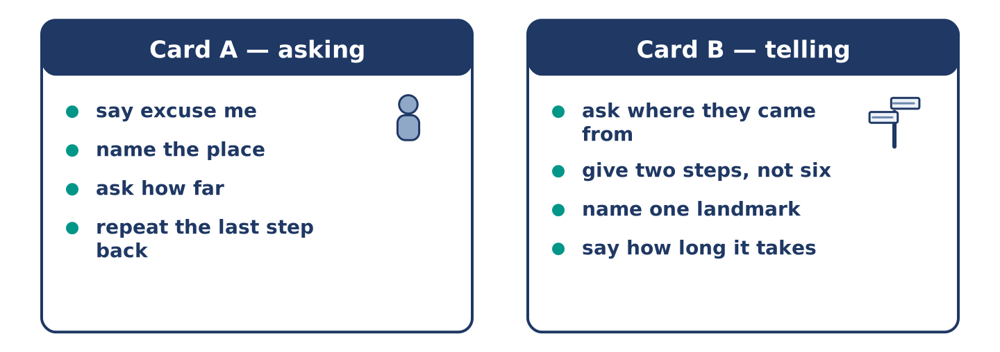 Card A — asking
say excuse me
name the place
ask how far
repeat the last step
back
Card B — telling
ask where they came
from
give two steps, not six
name one landmark
say how long it takes